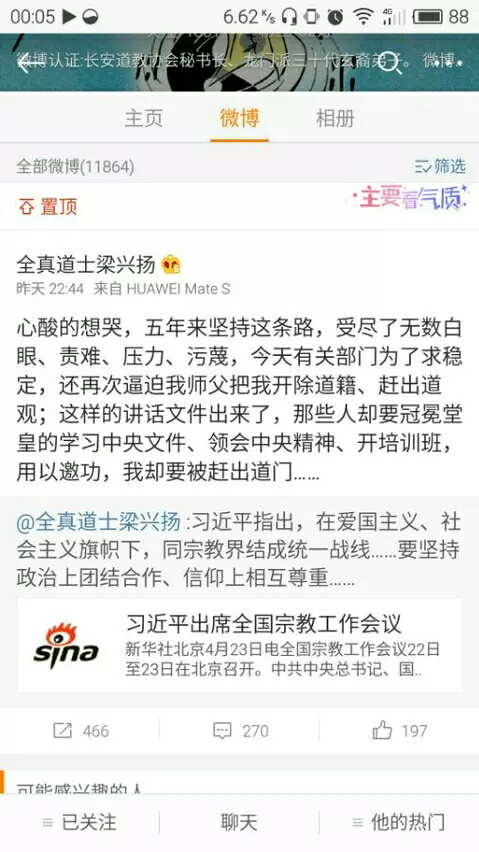 00:05 6.62 K/s 88
微博认证:长安道教协会秘书长、龙门派三十代玄裔弟子。 微博...
主页 微博 相册
全部微博(11864) 筛选
置顶 主要看气质
全真道士梁兴扬
昨天 22:44 来自 HUAWEI Mate S
心酸的想哭，五年来坚持这条路，受尽了无数白
眼、责难、压力、污蔑，今天有关部门为了求稳
定，还再次逼迫我师父把我开除道籍、赶出道
观；这样的讲话文件出来了，那些人却要冠冕堂
皇的学习中央文件、领会中央精神、开培训班，
用以邀功，我却要被赶出道门……
@全真道士梁兴扬 :习近平指出，在爱国主义、社
会主义旗帜下，同宗教界结成统一战线……要坚持
政治上团结合作、信仰上相互尊重……
sina
习近平出席全国宗教工作会议
新华社北京4月23日电全国宗教工作会议22日
至23日在北京召开。中共中央总书记、国..
466 270 197
可能感兴趣的人
已关注 聊天 他的热门